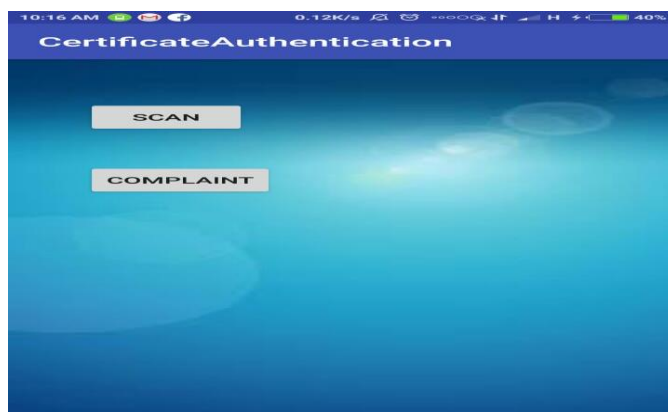 10:16 AM 0.12K/s H 40%
CertificateAuthentication
SCAN
COMPLAINT